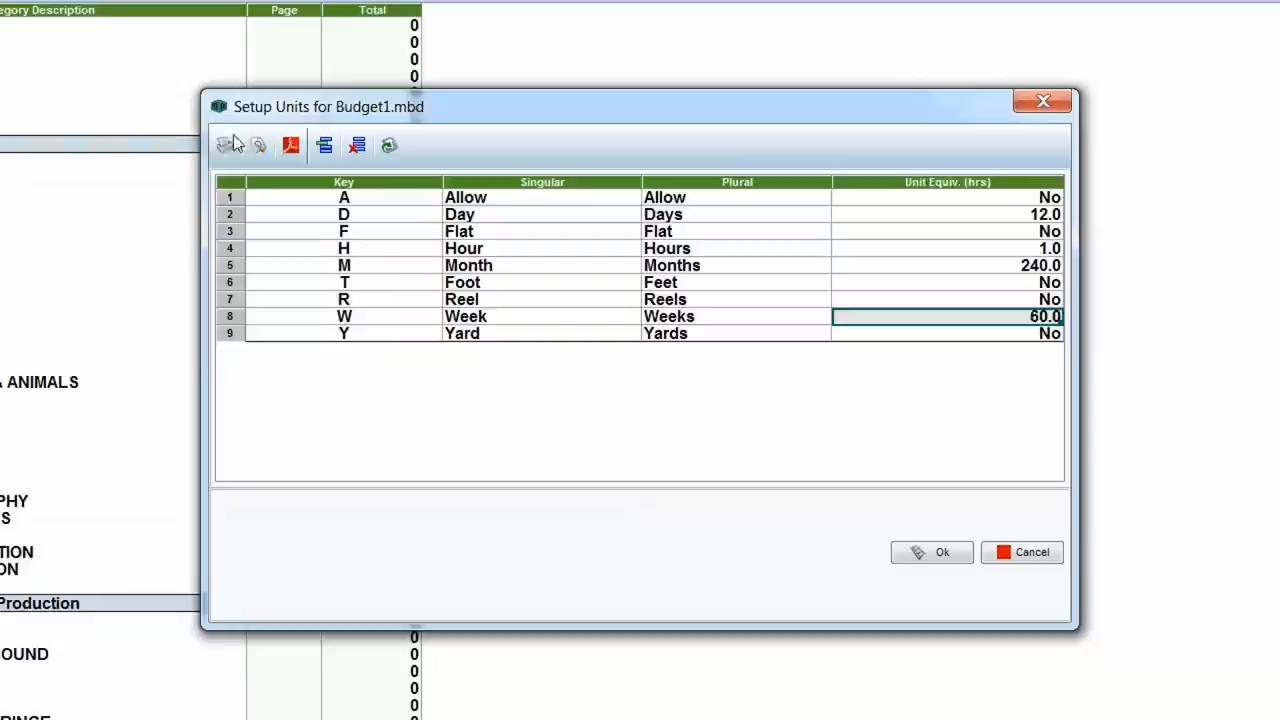 egory Description Page Total
0
0
0
0
Setup Units for Budget1.mbd
Key Singular Plural Unit Equiv. (hrs)
1 A Allow Allow No
2 D Day Days 12.0
3 F Flat Flat No
4 H Hour Hours 1.0
5 M Month Months 240.0
6 T Foot Feet No
7 R Reel Reels No
8 W Week Weeks 60.0
9 Y Yard Yards No
ANIMALS
PHY
S
TION
ON
Ok Cancel
Production
0
OUND 0
0
0
0
RINGE